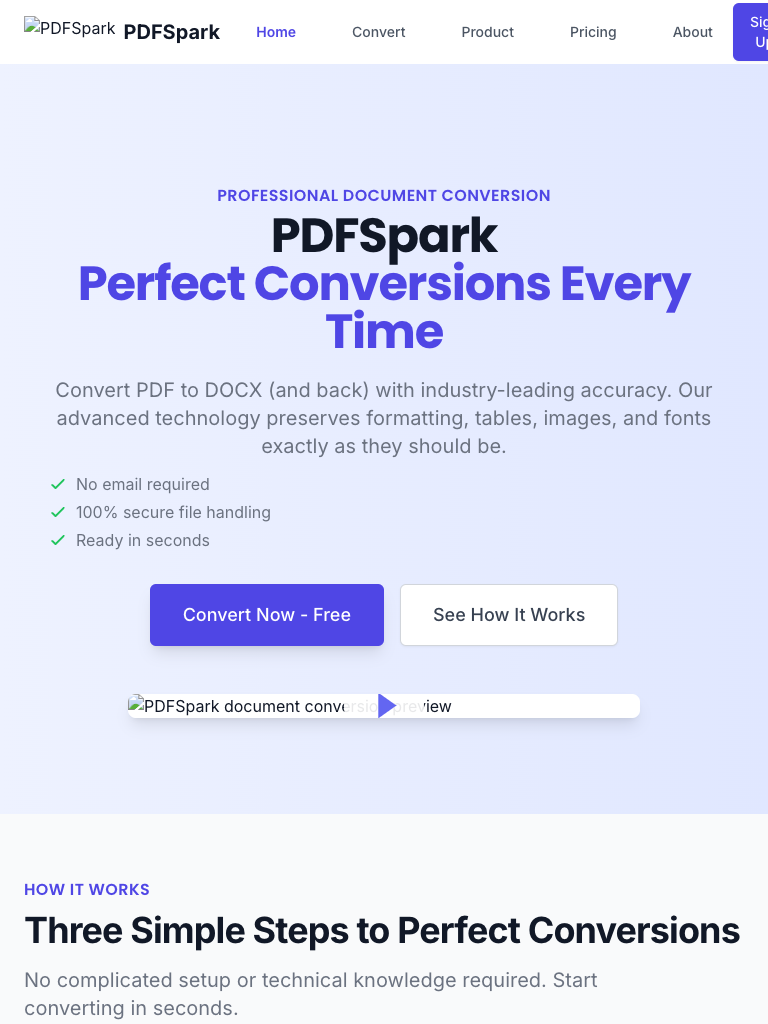 PDFSpark PDFSpark Home Convert Product Pricing About
PROFESSIONAL DOCUMENT CONVERSION
PDFSpark
Perfect Conversions Every
Time
Convert PDF to DOCX (and back) with industry-leading accuracy. Our
advanced technology preserves formatting, tables, images, and fonts
exactly as they should be.
No email required
100% secure file handling
Ready in seconds
Convert Now - Free See How It Works
PDFSpark document conversion preview
HOW IT WORKS
Three Simple Steps to Perfect Conversions
No complicated setup or technical knowledge required. Start
converting in seconds.